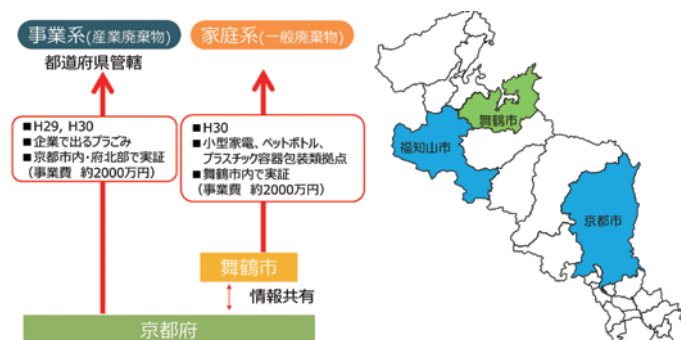 事業系(産業廃棄物)
都道府県管轄
■H29, H30
■企業で出るプラごみ
■京都市内・府北部で実証
(事業費 約2000万円)
家庭系(一般廃棄物)
■H30
■小型家電、ペットボトル、
プラスチック容器包装類拠点
■舞鶴市内で実証
(事業費 約2000万円)
舞鶴市
情報共有
京都府
舞鶴市
福知山市
京都市